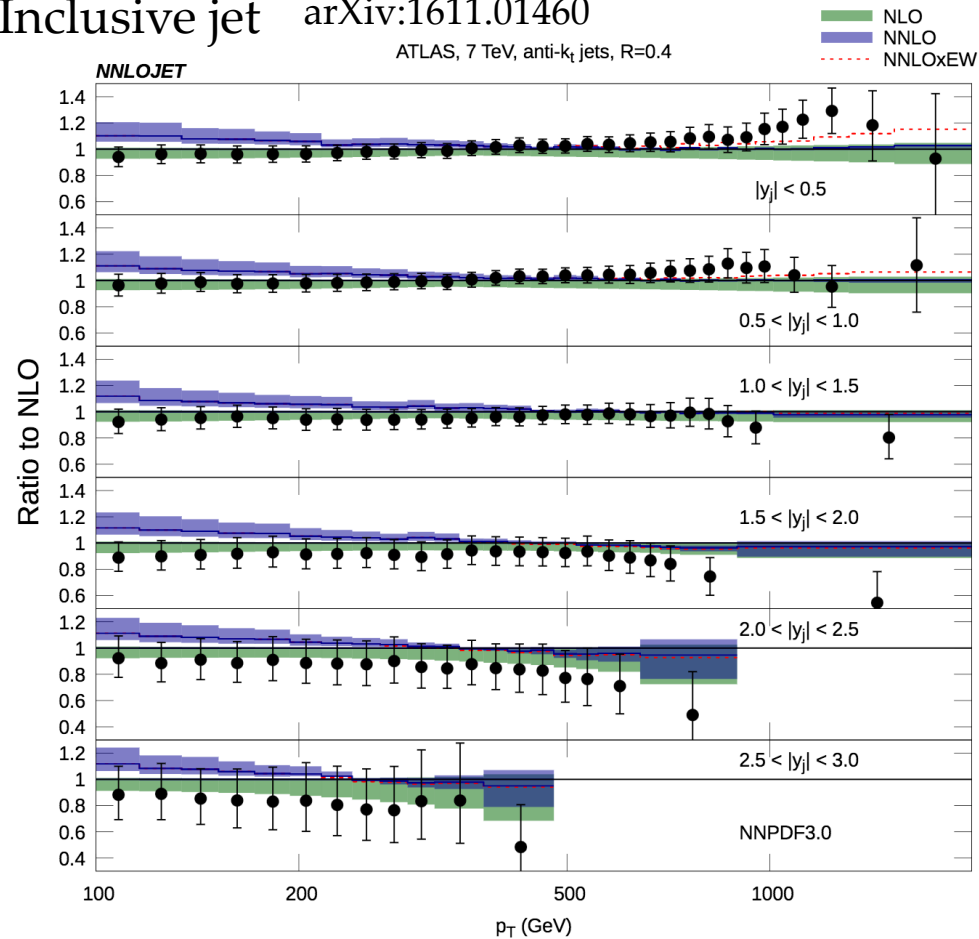 Inclusive jet arXiv:1611.01460
NLO
NNLO
NNLOxEW
ATLAS, 7 TeV, anti-kt jets, R=0.4
NNLOJET
1.4
1.2
1
0.8
0.6
|yj| < 0.5
1.4
1.2
1
0.8
0.6
0.5 < |yj| < 1.0
1.4
1.2
1
0.8
0.6
1.0 < |yj| < 1.5
1.4
1.2
1
0.8
0.6
1.5 < |yj| < 2.0
1.2
1
0.8
0.6
0.4
2.0 < |yj| < 2.5
1.2
1
0.8
0.6
0.4
2.5 < |yj| < 3.0
NNPDF3.0
Ratio to NLO
100 200 500 1000
pT (GeV)